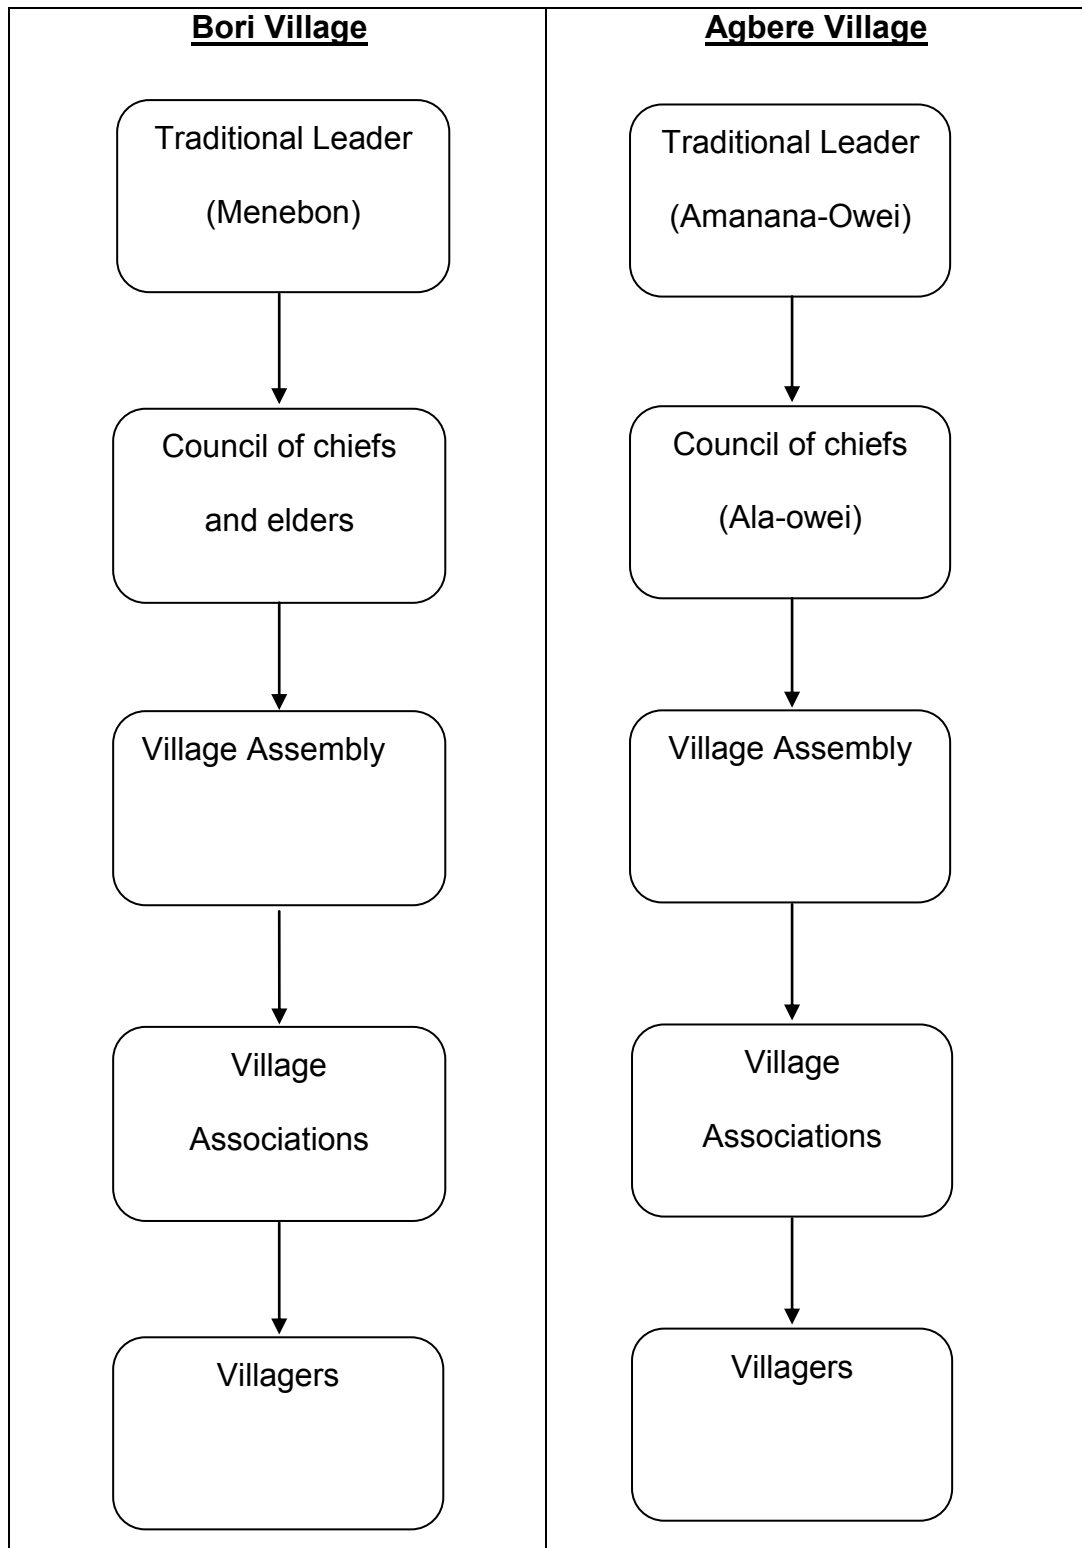 Bori Village
Traditional Leader
(Menebon)
Council of chiefs
and elders
Village Assembly
Village
Associations
Villagers
Agbere Village
Traditional Leader
(Amanana-Owei)
Council of chiefs
(Ala-owei)
Village Assembly
Village
Associations
Villagers